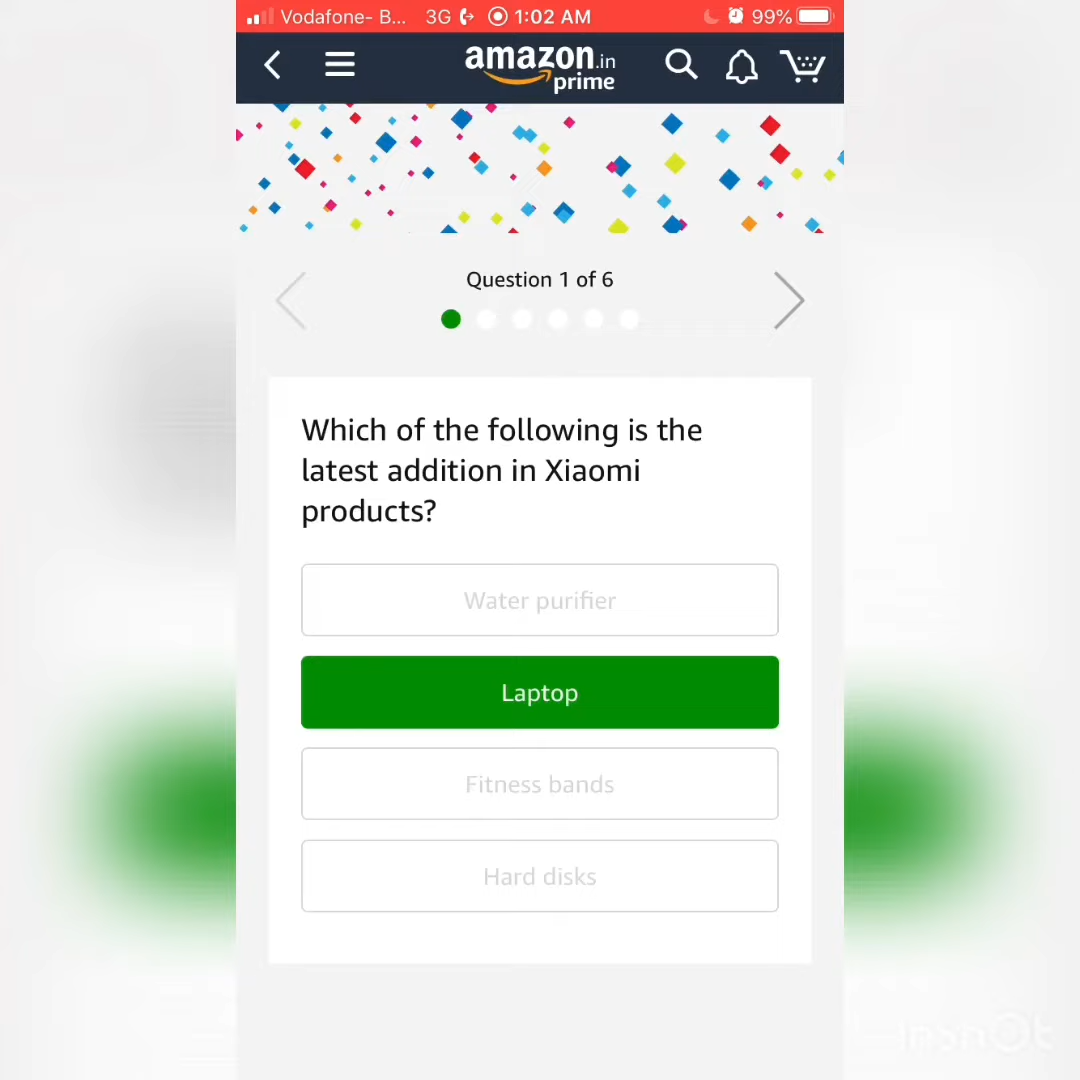 Vodafone- B... 3G 1:02 AM 99%
amazon.in
prime
Question 1 of 6
Which of the following is the
latest addition in Xiaomi
products?
Water purifier
Laptop
Fitness bands
Hard disks